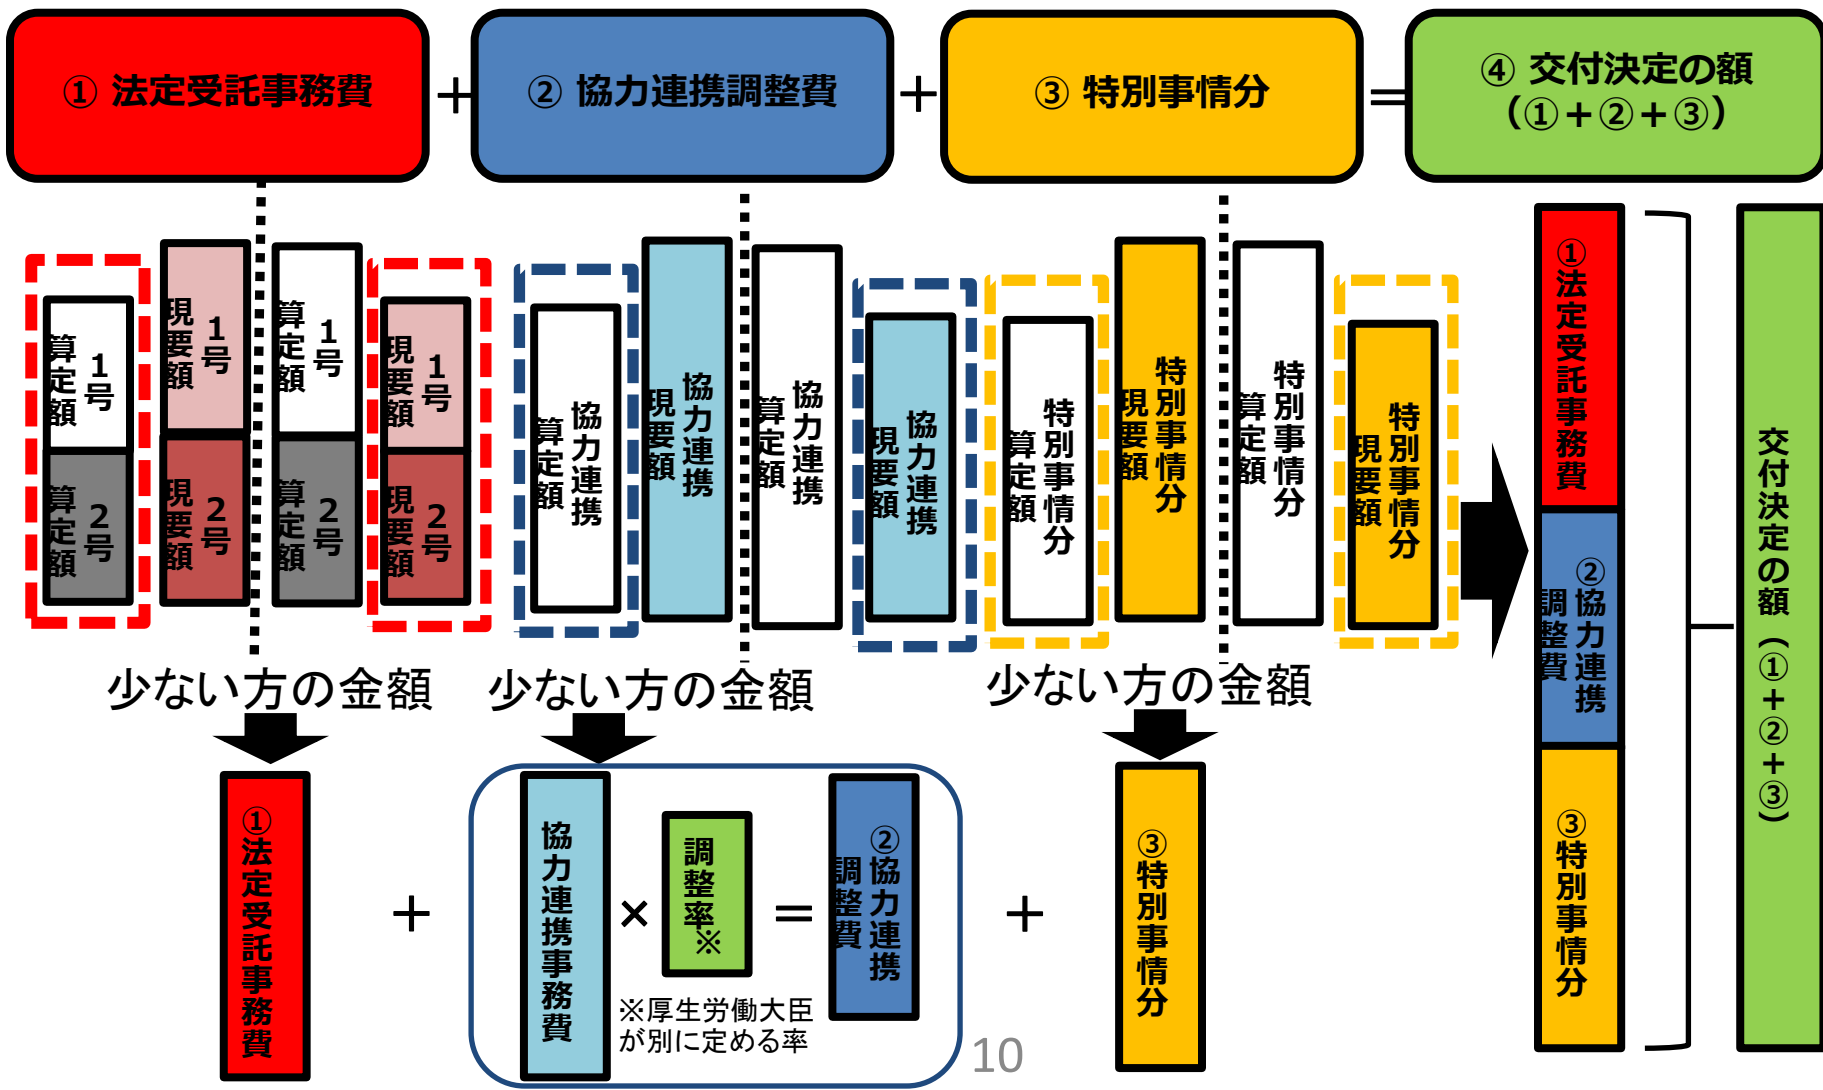 ① 法定受託事務費
+
② 協力連携調整費
+
③ 特別事情分
=
④ 交付決定の額
(①+②+③)
1号
算定額
2号
算定額
1号
現要額
2号
現要額
1号
算定額
2号
算定額
1号
現要額
2号
現要額
協力連携
算定額
協力連携
現要額
協力連携
算定額
協力連携
現要額
特別事情分
算定額
特別事情分
現要額
特別事情分
算定額
特別事情分
現要額
少ない方の金額
少ない方の金額
少ない方の金額
①法定受託事務費
+
協力連携事務費
×
調整率※
=
②協力連携
調整費
※厚生労働大臣
が別に定める率
+
③特別事情分
①法定受託事務費
②協力連携
調整費
③特別事情分
交付決定の額(①+②+③)
10